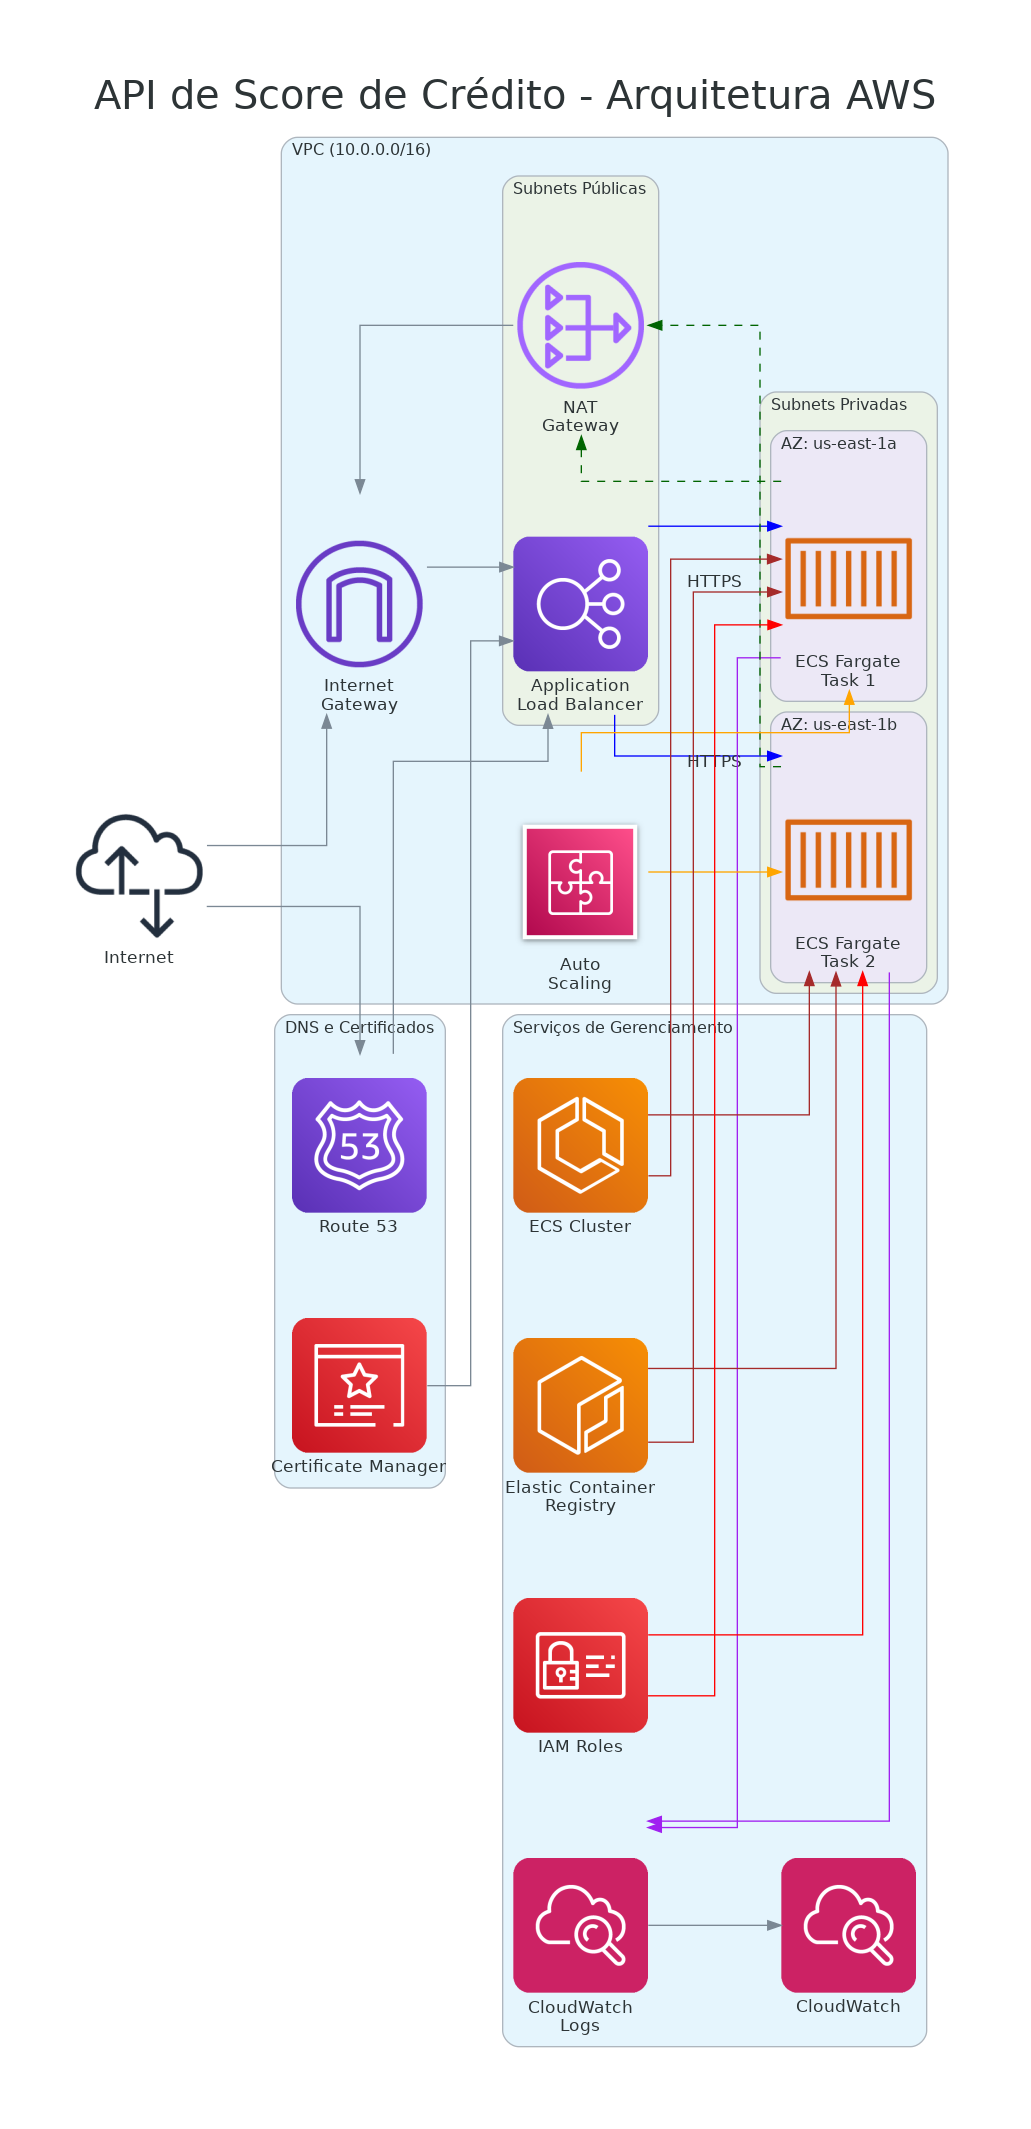 API de Score de Crédito - Arquitetura AWS
VPC (10.0.0.0/16)
Subnets Públicas
NAT
Gateway
Subnets Privadas
AZ: us-east-1a
HTTPS
ECS Fargate
Task 1
Internet
Gateway
Application
Load Balancer
AZ: us-east-1b
HTTPS
ECS Fargate
Task 2
Internet
Auto
Scaling
DNS e Certificados
Serviços de Gerenciamento
53
Route 53
ECS Cluster
Certificate Manager
Elastic Container
Registry
IAM Roles
CloudWatch
Logs
CloudWatch